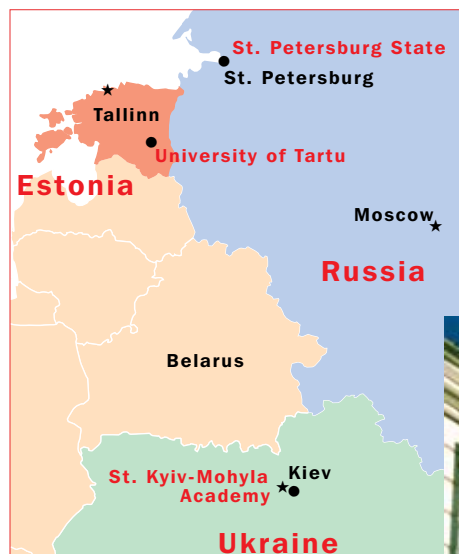 St. Petersburg State
St. Petersburg
Tallinn
University of Tartu
Estonia
Moscow
Russia
Belarus
St. Kyiv-Mohyla
Academy
Kiev
Ukraine